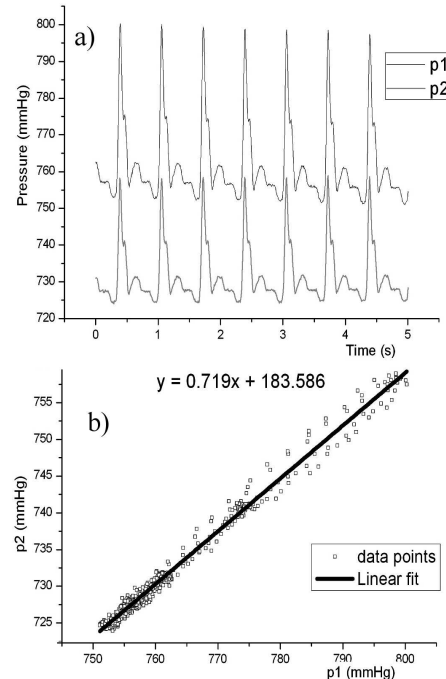 a)
800
790
780
770
760
750
740
730
720
Pressure (mmHg)
p1
p2
0 1 2 3 4 5
Time (s)
b)
y = 0.719x + 183.586
755
750
745
740
735
730
725
p2 (mmHg)
data points
Linear fit
750 760 770 780 790 800
p1 (mmHg)